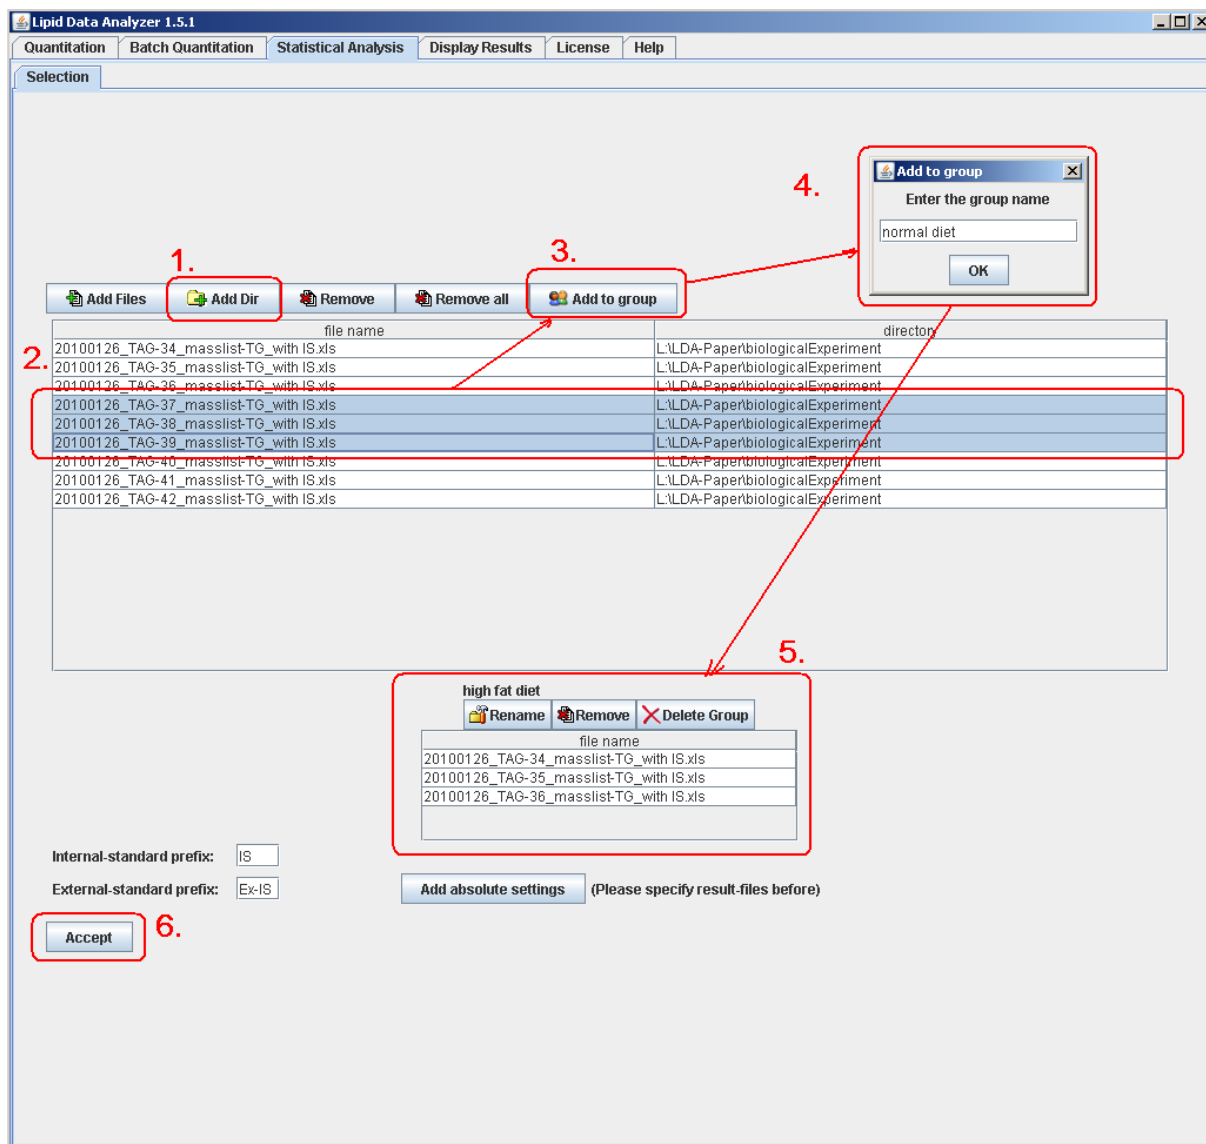 Lipid Data Analyzer 1.5.1
Quantitation Batch Quantitation Statistical Analysis Display Results License Help
Selection
4.
Add to group
Enter the group name
normal diet
OK
1.
3.
Add Files Add Dir Remove Remove all Add to group
file name directory
2.
20100126_TAG-34_masslist-TG_with IS.xls L:\LDA-Paper\biologicalExperiment
20100126_TAG-35_masslist-TG_with IS.xls L:\LDA-Paper\biologicalExperiment
20100126_TAG-36_masslist-TG_with IS.xls L:\LDA-Paper\biologicalExperiment
20100126_TAG-37_masslist-TG_with IS.xls L:\LDA-Paper\biologicalExperiment
20100126_TAG-38_masslist-TG_with IS.xls L:\LDA-Paper\biologicalExperiment
20100126_TAG-39_masslist-TG_with IS.xls L:\LDA-Paper\biologicalExperiment
20100126_TAG-40_masslist-TG_with IS.xls L:\LDA-Paper\biologicalExperiment
20100126_TAG-41_masslist-TG_with IS.xls L:\LDA-Paper\biologicalExperiment
20100126_TAG-42_masslist-TG_with IS.xls L:\LDA-Paper\biologicalExperiment
5.
high fat diet
Rename Remove Delete Group
file name
20100126_TAG-34_masslist-TG_with IS.xls
20100126_TAG-35_masslist-TG_with IS.xls
20100126_TAG-36_masslist-TG_with IS.xls
Internal-standard prefix: IS
External-standard prefix: Ex-IS Add absolute settings (Please specify result-files before)
Accept 6.